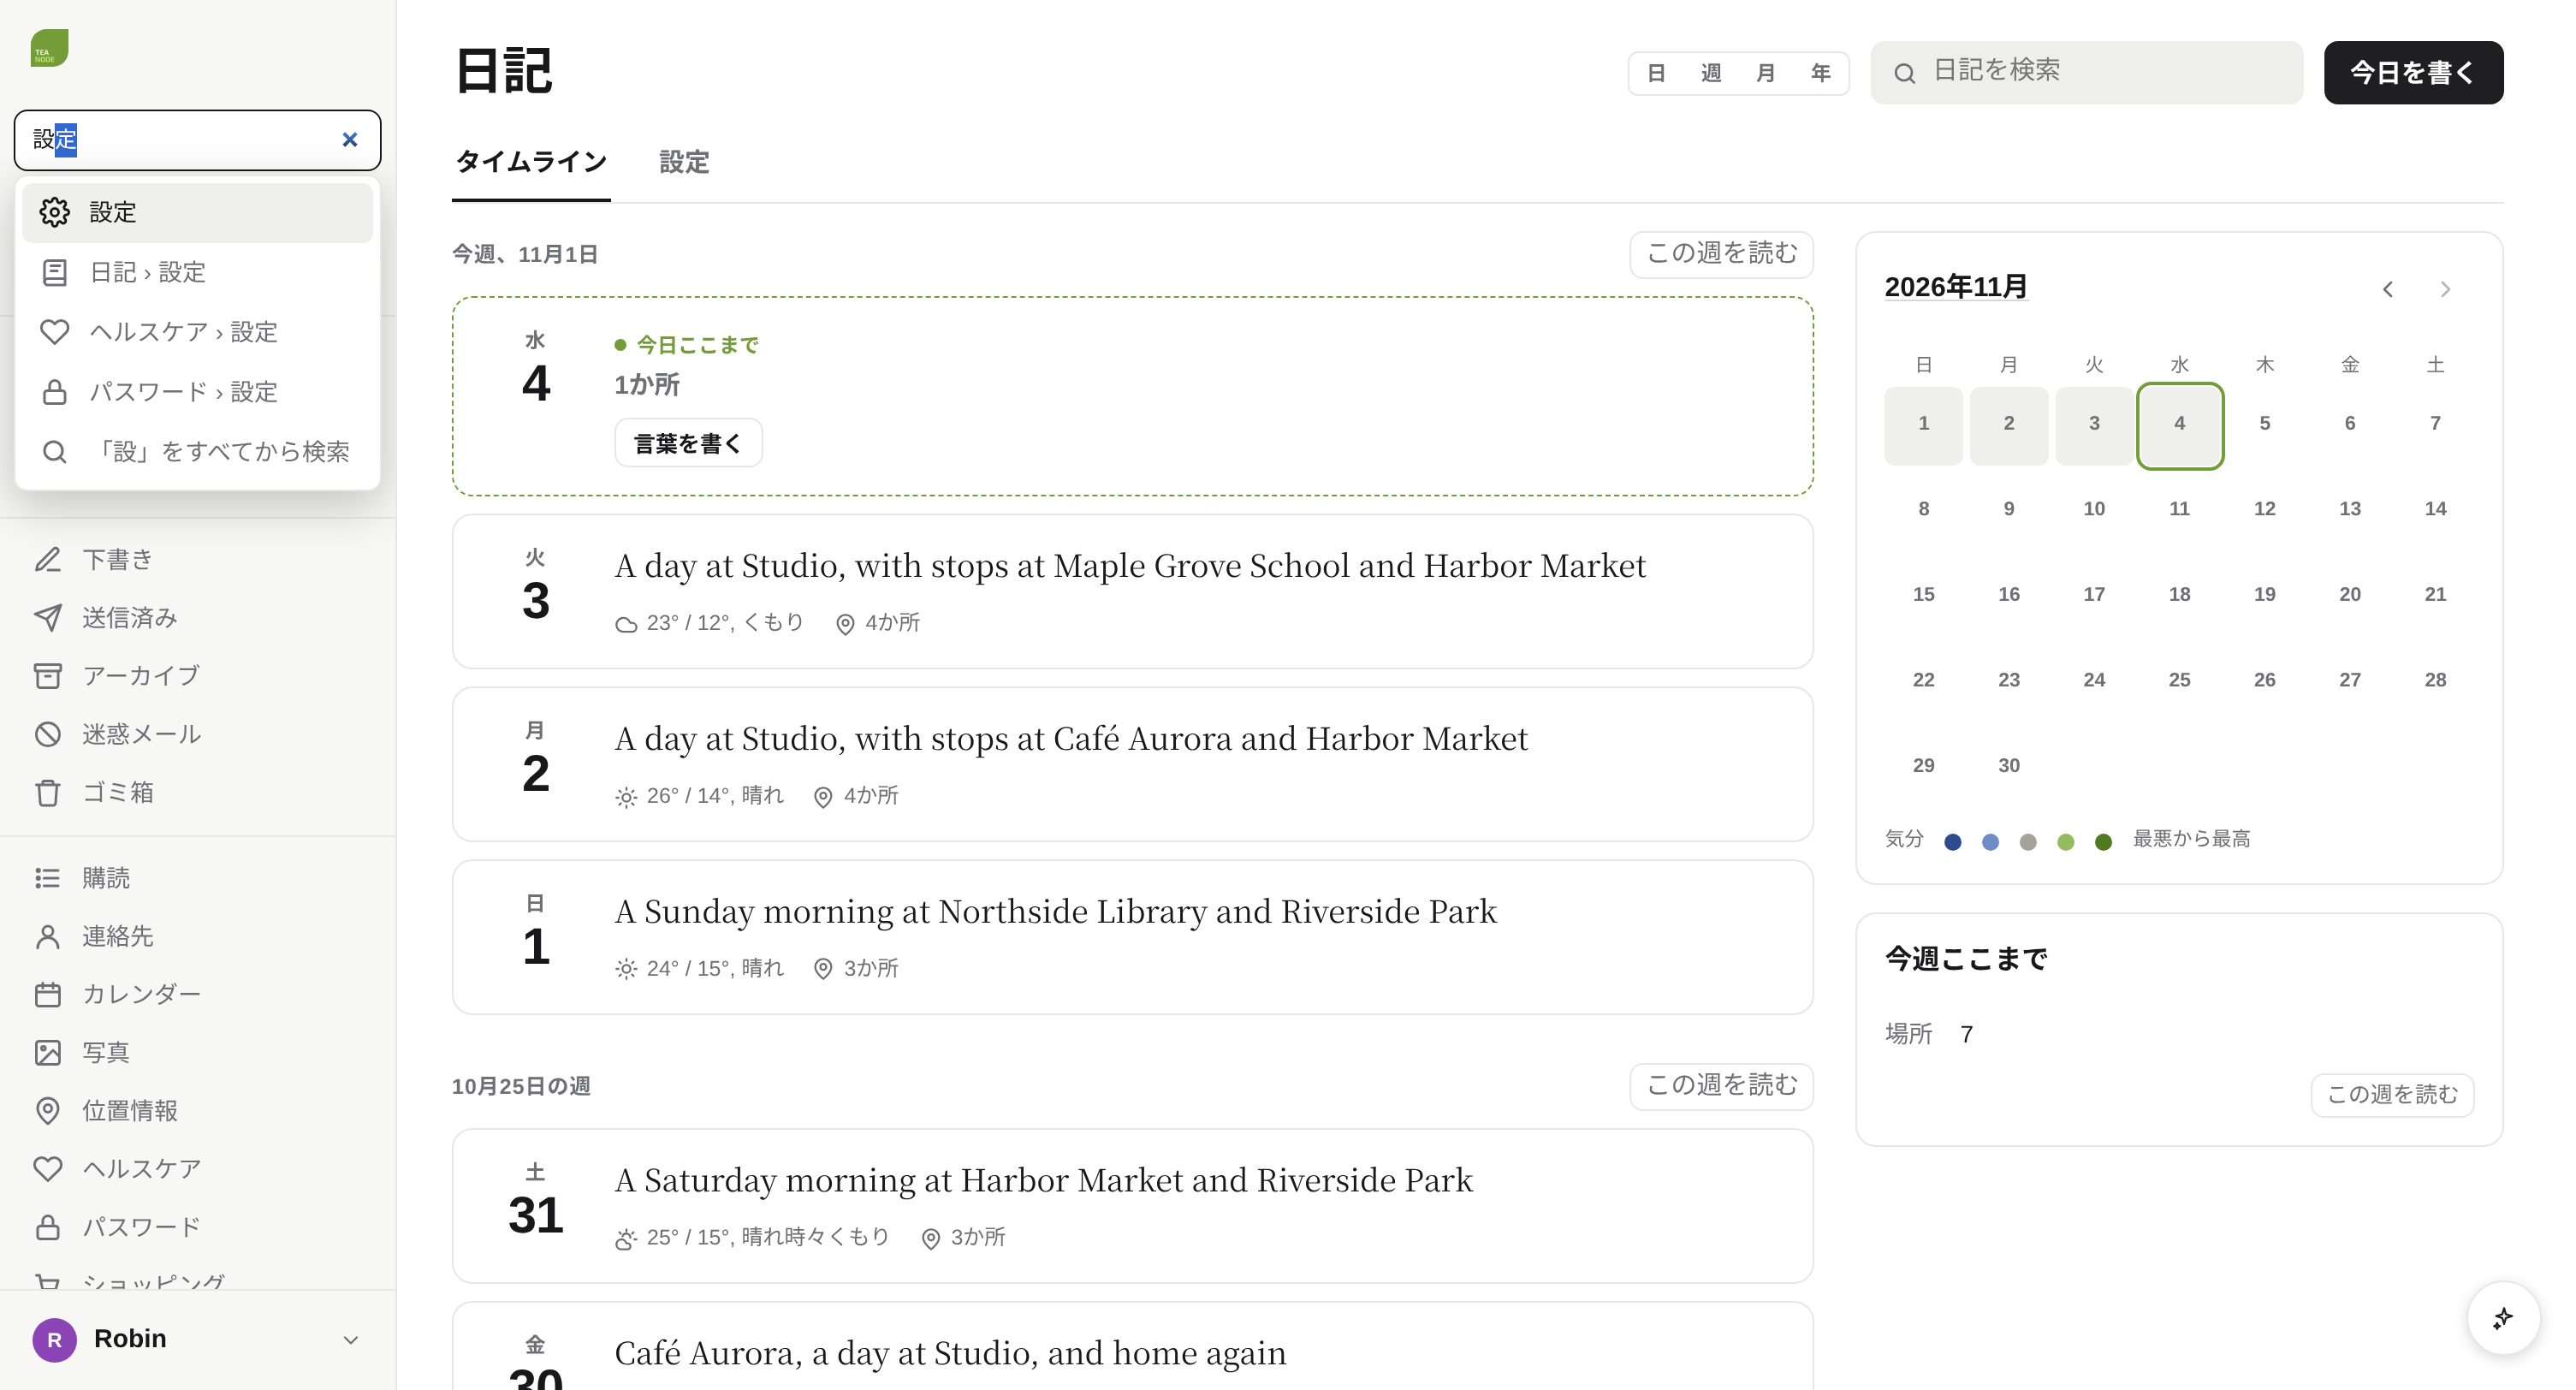 TEA
NODE
設定
設定
日記 › 設定
ヘルスケア › 設定
パスワード › 設定
「設」をすべてから検索
下書き
送信済み
アーカイブ
迷惑メール
ゴミ箱
購読
連絡先
カレンダー
写真
位置情報
ヘルスケア
パスワード
ショッピング
R Robin
日記
日 週 月 年
日記を検索
今日を書く
タイムライン 設定
今週、11月1日 この週を読む
水
4
今日ここまで
1か所
言葉を書く
火
3
A day at Studio, with stops at Maple Grove School and Harbor Market
23° / 12°, くもり 4か所
月
2
A day at Studio, with stops at Café Aurora and Harbor Market
26° / 14°, 晴れ 4か所
日
1
A Sunday morning at Northside Library and Riverside Park
24° / 15°, 晴れ 3か所
10月25日の週 この週を読む
土
31
A Saturday morning at Harbor Market and Riverside Park
25° / 15°, 晴れ時々くもり 3か所
金
30
Café Aurora, a day at Studio, and home again
2026年11月
日 月 火 水 木 金 土
1 2 3 4 5 6 7
8 9 10 11 12 13 14
15 16 17 18 19 20 21
22 23 24 25 26 27 28
29 30
気分 最悪から最高
今週ここまで
場所 7
この週を読む